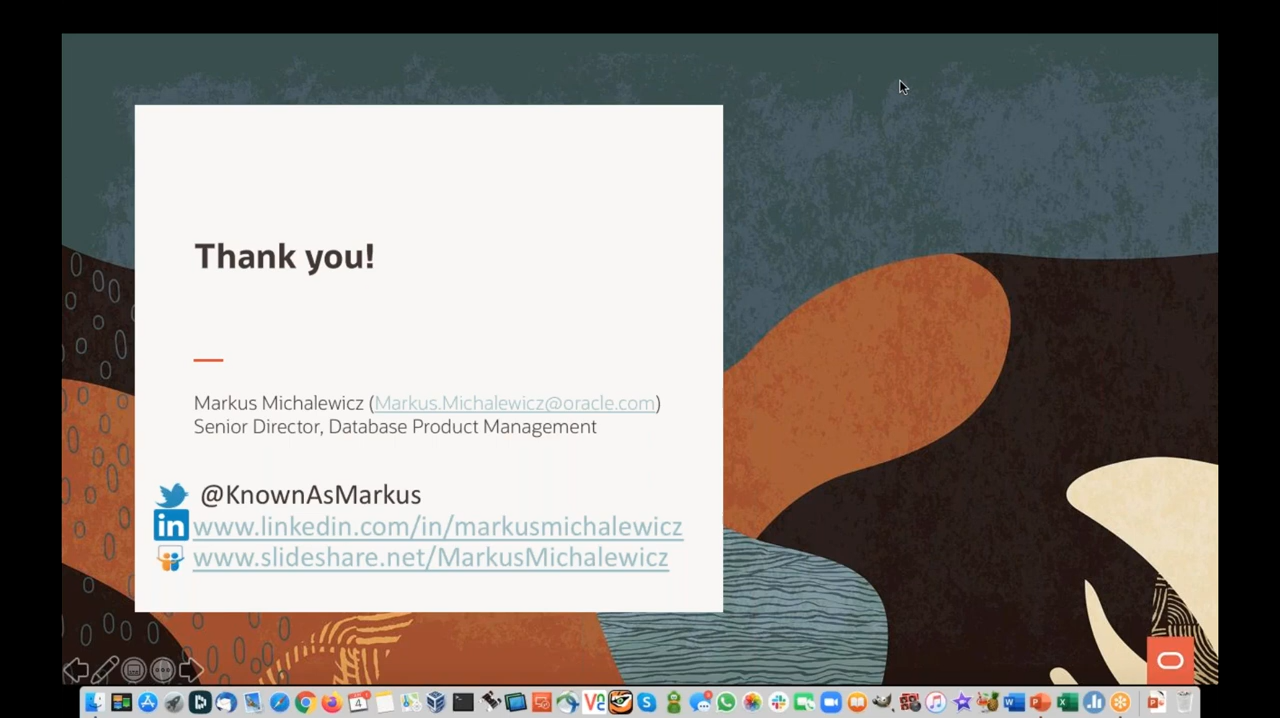 Thank you!
Markus Michalewicz (Markus.Michalewicz@oracle.com)
Senior Director, Database Product Management
@KnownAsMarkus
in www.linkedin.com/in/markusmichalewicz
www.slideshare.net/MarkusMichalewicz